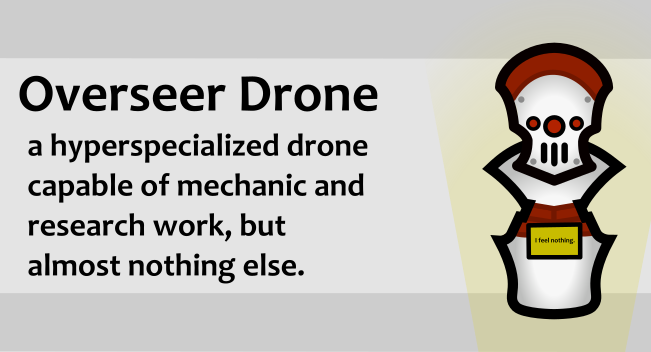 Overseer Drone
a hyperspecialized drone
capable of mechanic and
research work, but
almost nothing else.
I feel nothing.